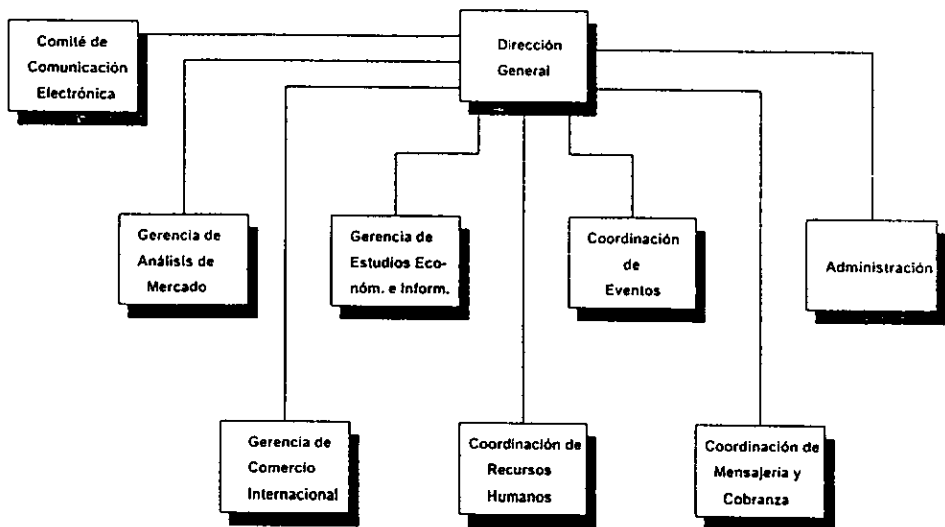 Comité de
Comunicación
Electrónica
Dirección
General
Gerencia de
Análisis de
Mercado
Gerencia de
Estudios Eco-
nóm. e Inform.
Coordinación
de
Eventos
Administración
Gerencia de
Comercio
Internacional
Coordinación de
Recursos
Humanos
Coordinación de
Mensajería y
Cobranza